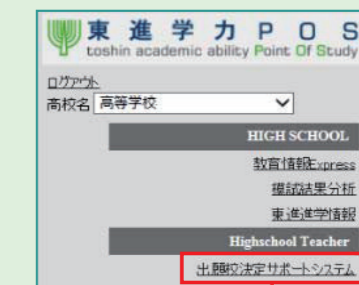 東進学力POS
toshin academic ability Point Of Study
ログアウト
高校名 高等学校
HIGH SCHOOL
教育情報Express
模試結果分析
東進進学情報
Highschool Teacher
出願校決定サポートシステム